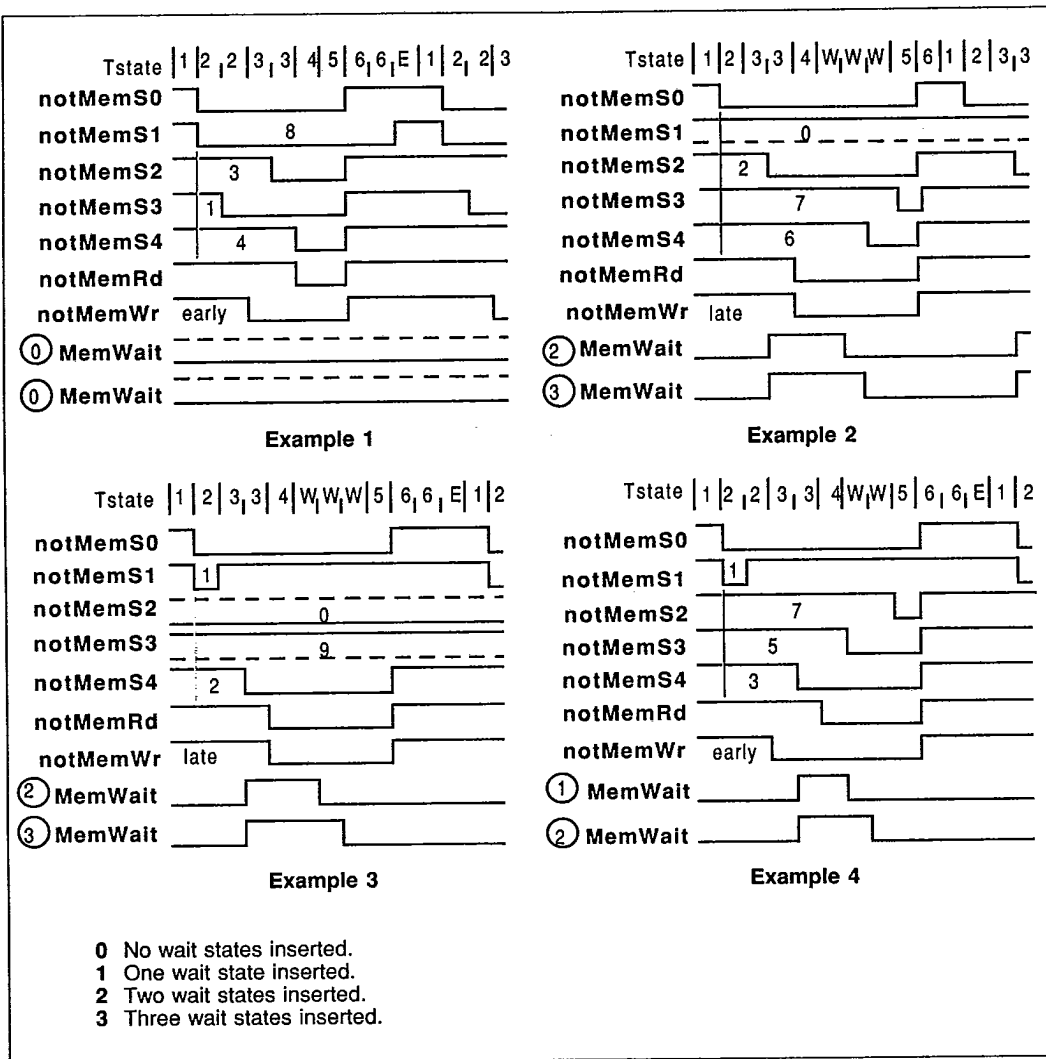 Tstate |1|2|2|3|3|4|5|6|6|E|1|2|2|3
notMemS0
notMemS1 8
notMemS2 3
notMemS3 1
notMemS4 4
notMemRd
notMemWr early
0 MemWait
0 MemWait
Example 1
Tstate |1|2|3|3|4|W|W|W|5|6|1|2|3|3
notMemS0
notMemS1 0
notMemS2 2
notMemS3 7
notMemS4 6
notMemRd
notMemWr late
2 MemWait
3 MemWait
Example 2
Tstate |1|2|3|3|4|W|W|W|5|6|6|E|1|2
notMemS0
notMemS1 1
notMemS2 0
notMemS3 9
notMemS4 2
notMemRd
notMemWr late
2 MemWait
3 MemWait
Example 3
Tstate |1|2|2|3|3|4|W|W|5|6|6|E|1|2
notMemS0
notMemS1 1
notMemS2 7
notMemS3 5
notMemS4 3
notMemRd
notMemWr early
1 MemWait
2 MemWait
Example 4
0 No wait states inserted.
1 One wait state inserted.
2 Two wait states inserted.
3 Three wait states inserted.